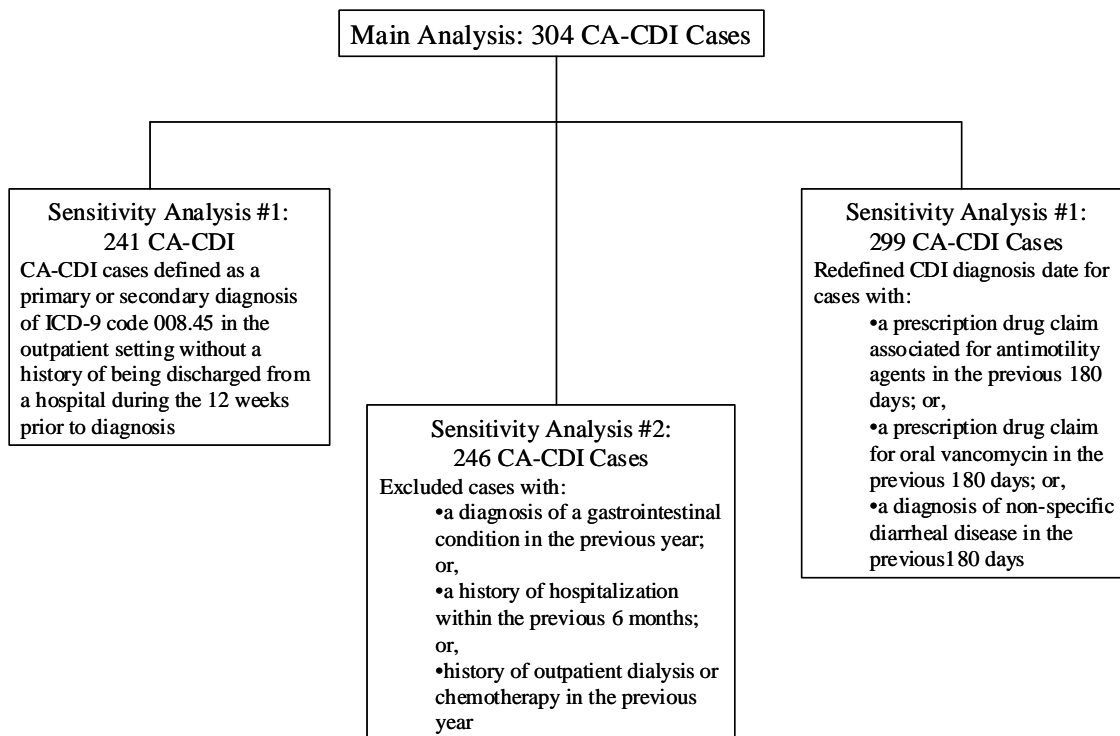 Main Analysis: 304 CA-CDI Cases
Sensitivity Analysis #1:
241 CA-CDI
CA-CDI cases defined as a
primary or secondary diagnosis
of ICD-9 code 008.45 in the
outpatient setting without a
history of being discharged from
a hospital during the 12 weeks
prior to diagnosis
Sensitivity Analysis #2:
246 CA-CDI Cases
Excluded cases with:
•a diagnosis of a gastrointestinal
condition in the previous year;
or,
•a history of hospitalization
within the previous 6 months;
or,
•history of outpatient dialysis or
chemotherapy in the previous
year
Sensitivity Analysis #1:
299 CA-CDI Cases
Redefined CDI diagnosis date for
cases with:
•a prescription drug claim
associated for antimotility
agents in the previous 180
days; or,
•a prescription drug claim
for oral vancomycin in the
previous 180 days; or,
•a diagnosis of non-specific
diarrheal disease in the
previous180 days